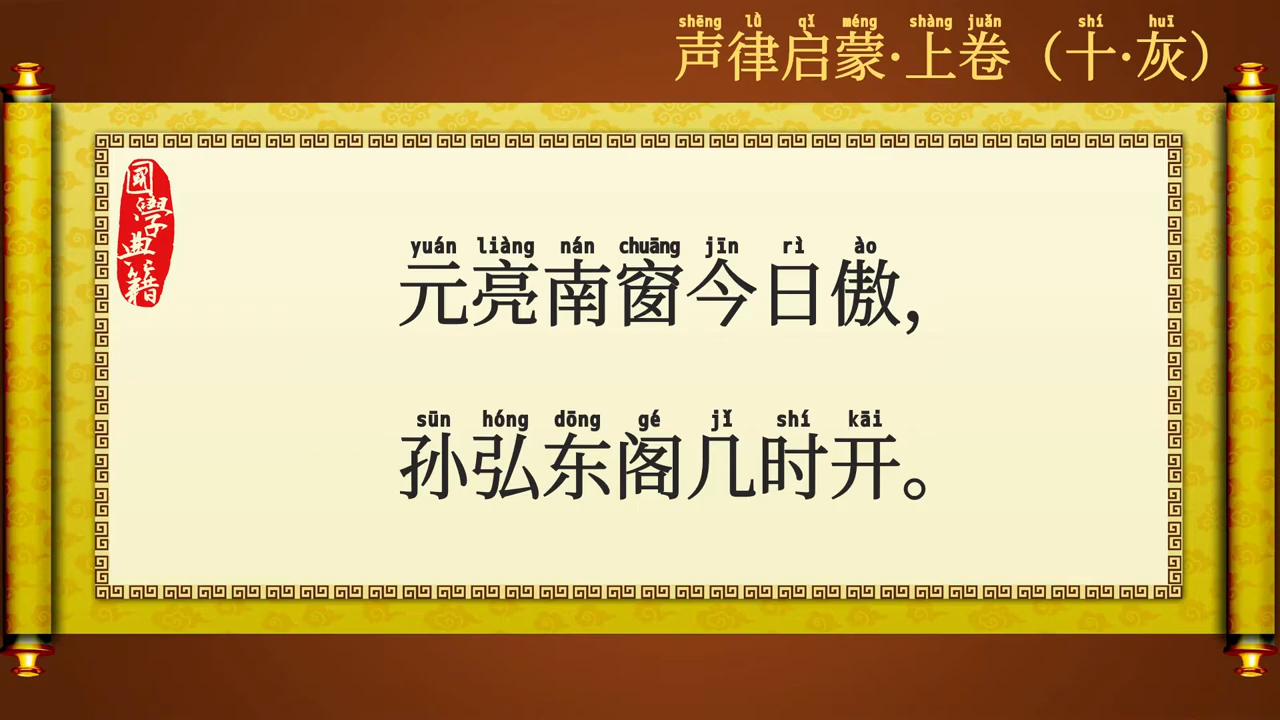 shēng lǜ qǐ méng shàng juǎn shí huī
声律启蒙·上卷（十·灰）
國學典籍
yuán liàng nán chuāng jīn rì ào
元亮南窗今日傲，
sūn hóng dōng gé jǐ shí kāi
孙弘东阁几时开。